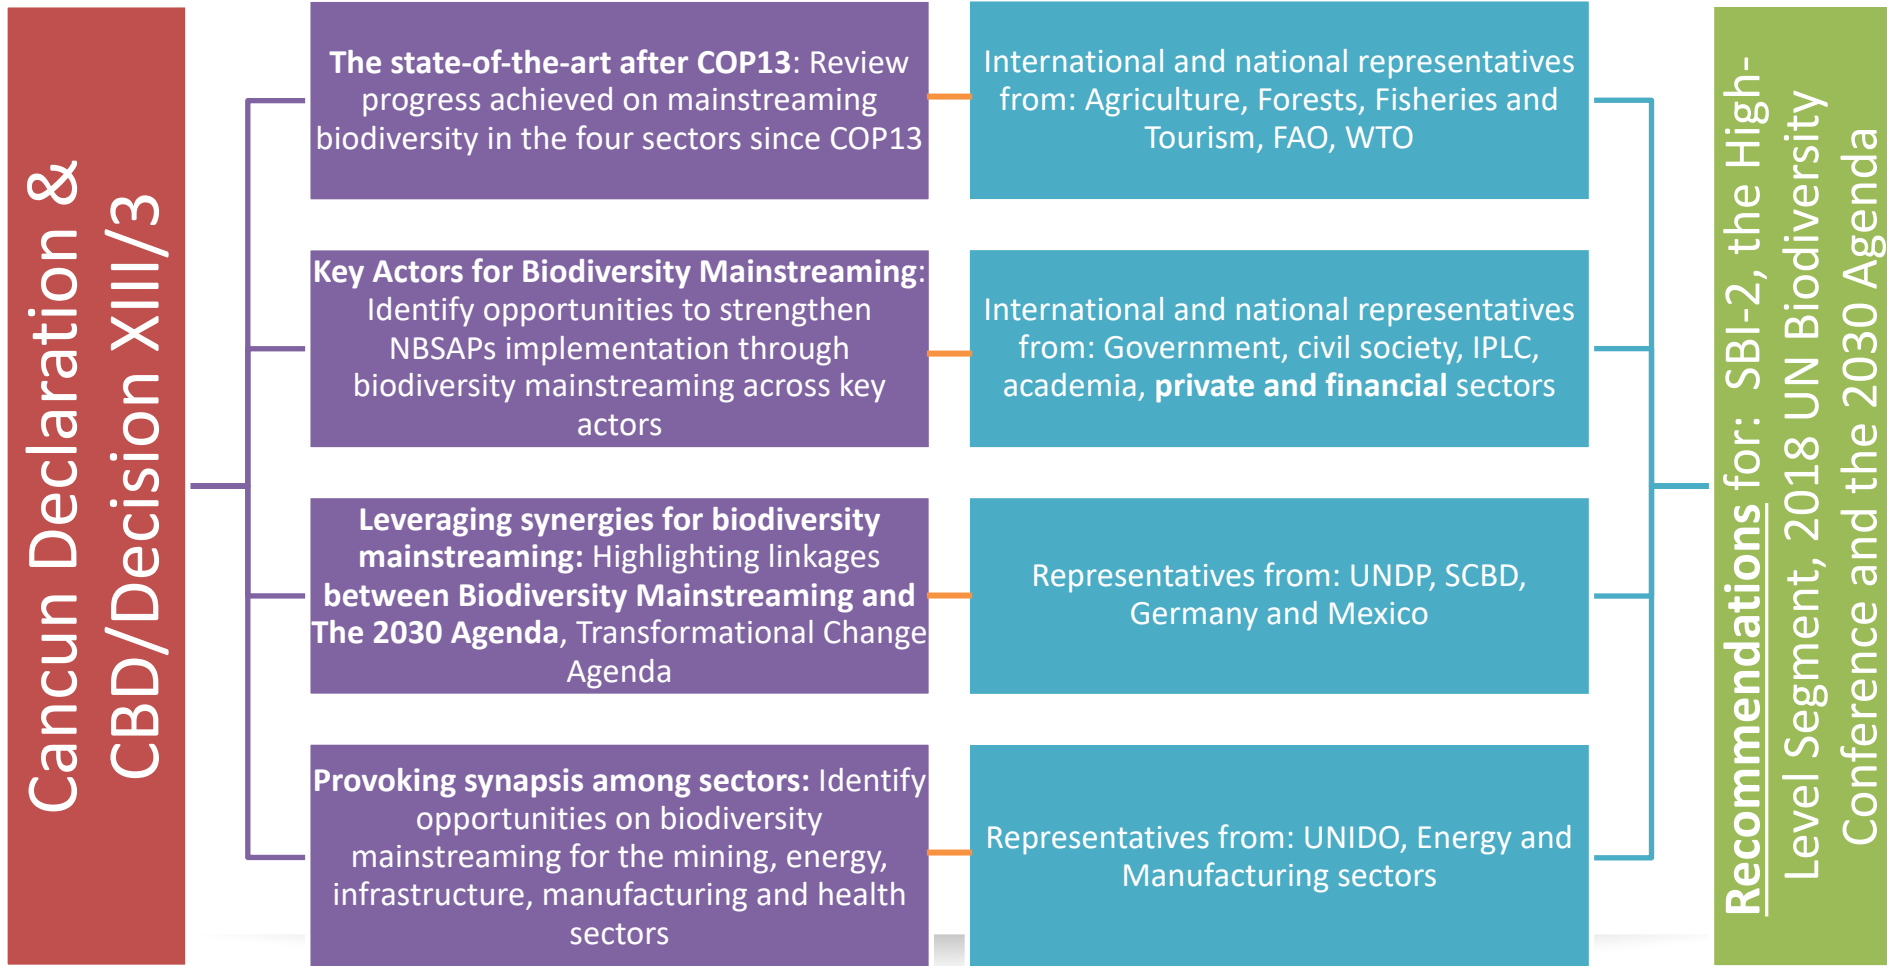 Cancun Declaration &
CBD/Decision XIII/3
The state-of-the-art after COP13: Review
progress achieved on mainstreaming
biodiversity in the four sectors since COP13
International and national representatives
from: Agriculture, Forests, Fisheries and
Tourism, FAO, WTO
Key Actors for Biodiversity Mainstreaming:
Identify opportunities to strengthen
NBSAPs implementation through
biodiversity mainstreaming across key
actors
International and national representatives
from: Government, civil society, IPLC,
academia, private and financial sectors
Leveraging synergies for biodiversity
mainstreaming: Highlighting linkages
between Biodiversity Mainstreaming and
The 2030 Agenda, Transformational Change
Agenda
Representatives from: UNDP, SCBD,
Germany and Mexico
Provoking synapsis among sectors: Identify
opportunities on biodiversity
mainstreaming for the mining, energy,
infrastructure, manufacturing and health
sectors
Representatives from: UNIDO, Energy and
Manufacturing sectors
Recommendations for: SBI-2, the High-
Level Segment, 2018 UN Biodiversity
Conference and the 2030 Agenda